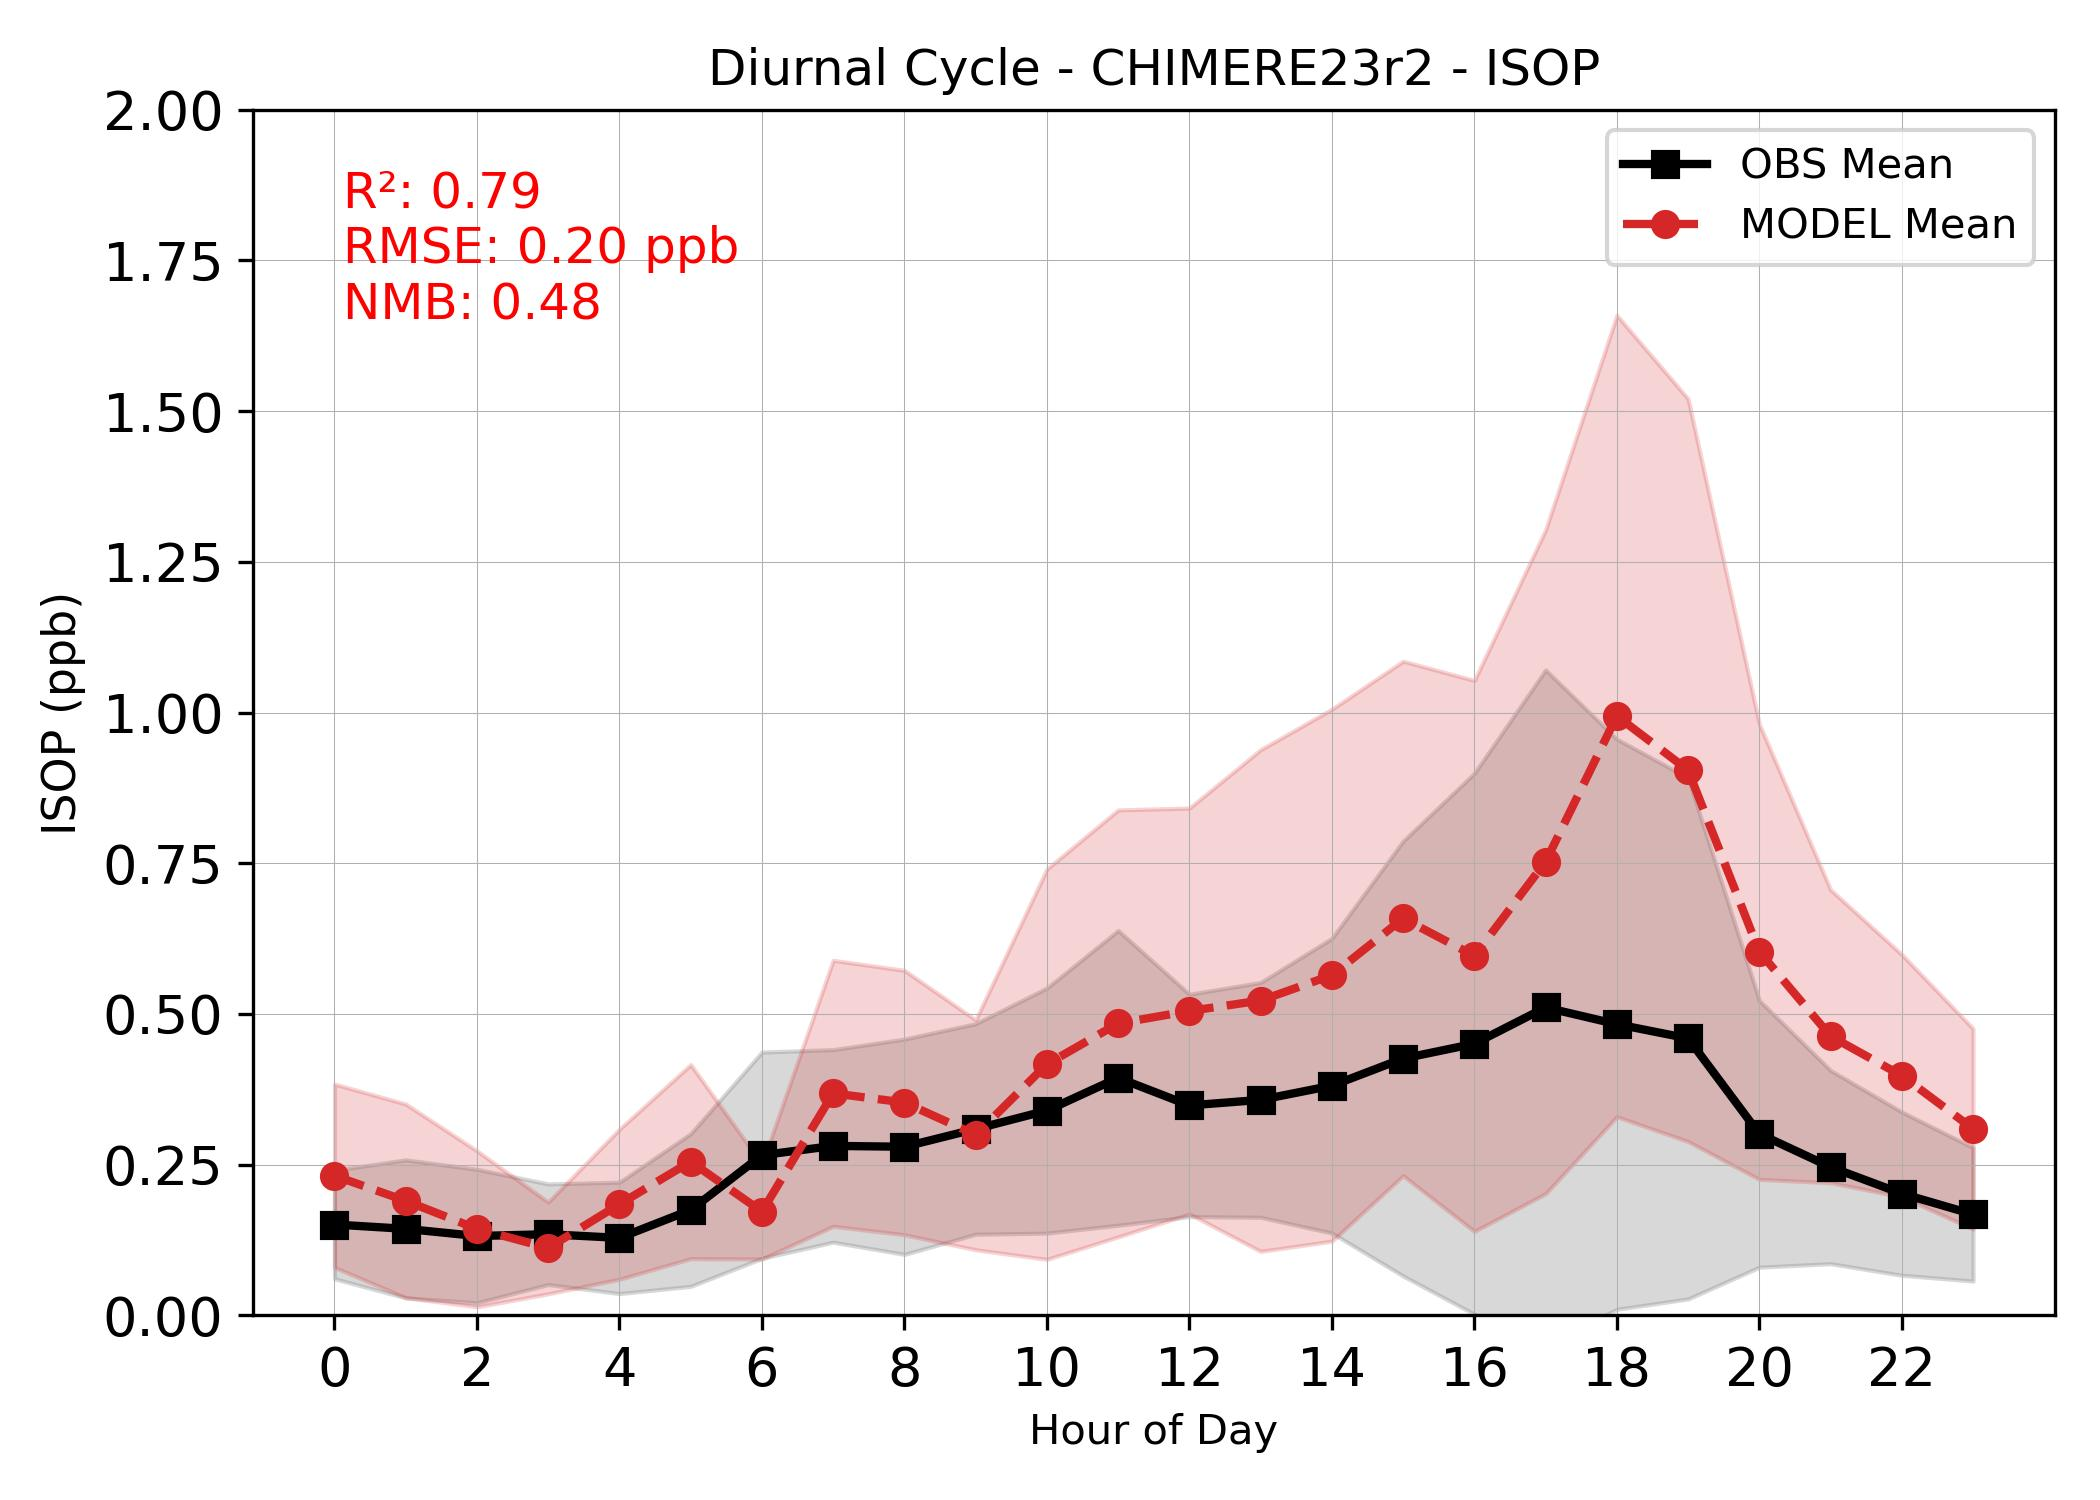 Diurnal Cycle - CHIMERE23r2 - ISOP
2.00
1.75
1.50
1.25
1.00
0.75
0.50
0.25
0.00
ISOP (ppb)
R²: 0.79
RMSE: 0.20 ppb
NMB: 0.48
OBS Mean
MODEL Mean
0 2 4 6 8 10 12 14 16 18 20 22
Hour of Day